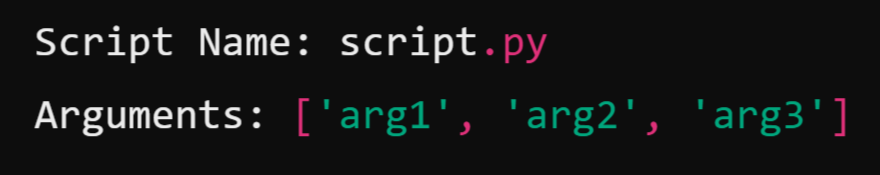 Script Name: script.py
Arguments: ['arg1', 'arg2', 'arg3']